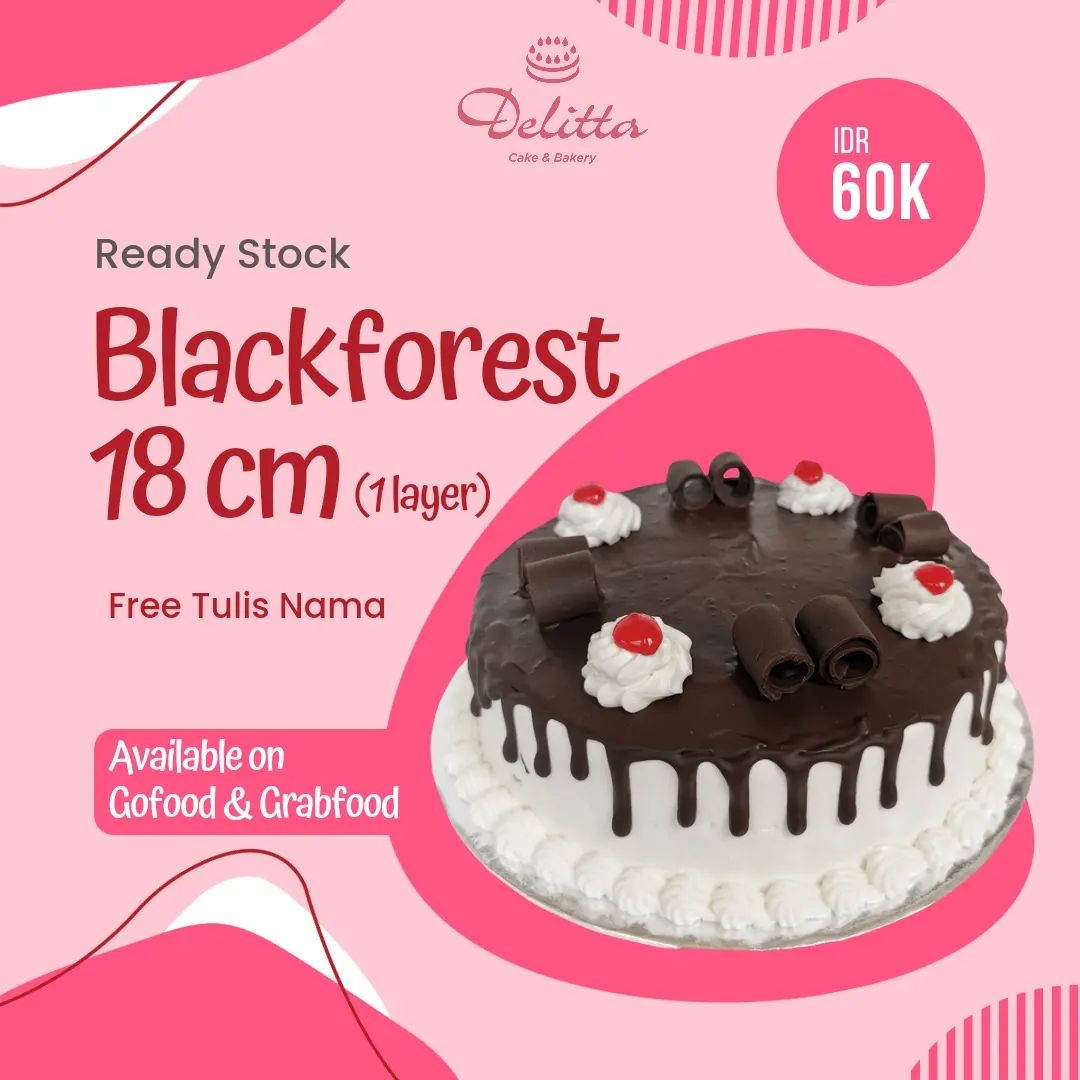 Delitta
Cake & Bakery
IDR
60K
Ready Stock
Blackforest
18 cm (1 layer)
Free Tulis Nama
Available on
Gofood & Grabfood